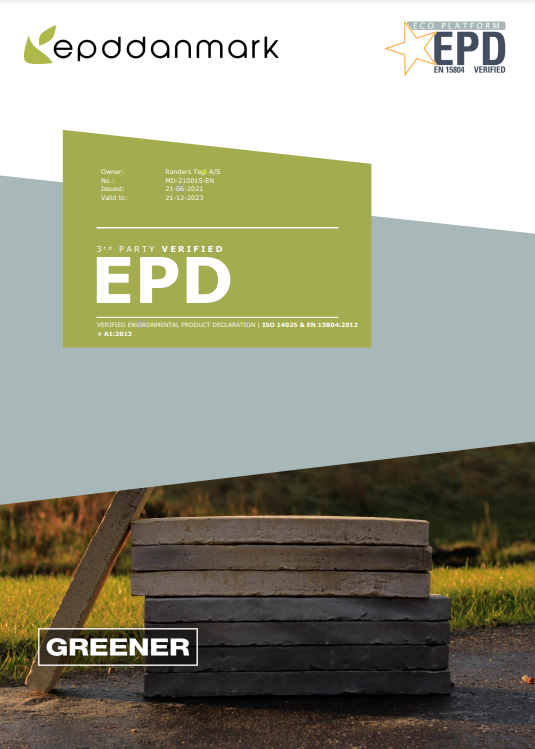 epddanmark
ECO PLATFORM
EPD
EN 15804 VERIFIED
Owner: Randers Tegl A/S
No.: MD-210015-EN
Issued: 21-06-2021
Valid to: 21-12-2023
3rd PARTY VERIFIED
EPD
VERIFIED ENVIRONMENTAL PRODUCT DECLARATION | ISO 14025 & EN 15804:2012
+ A1:2013
GREENER